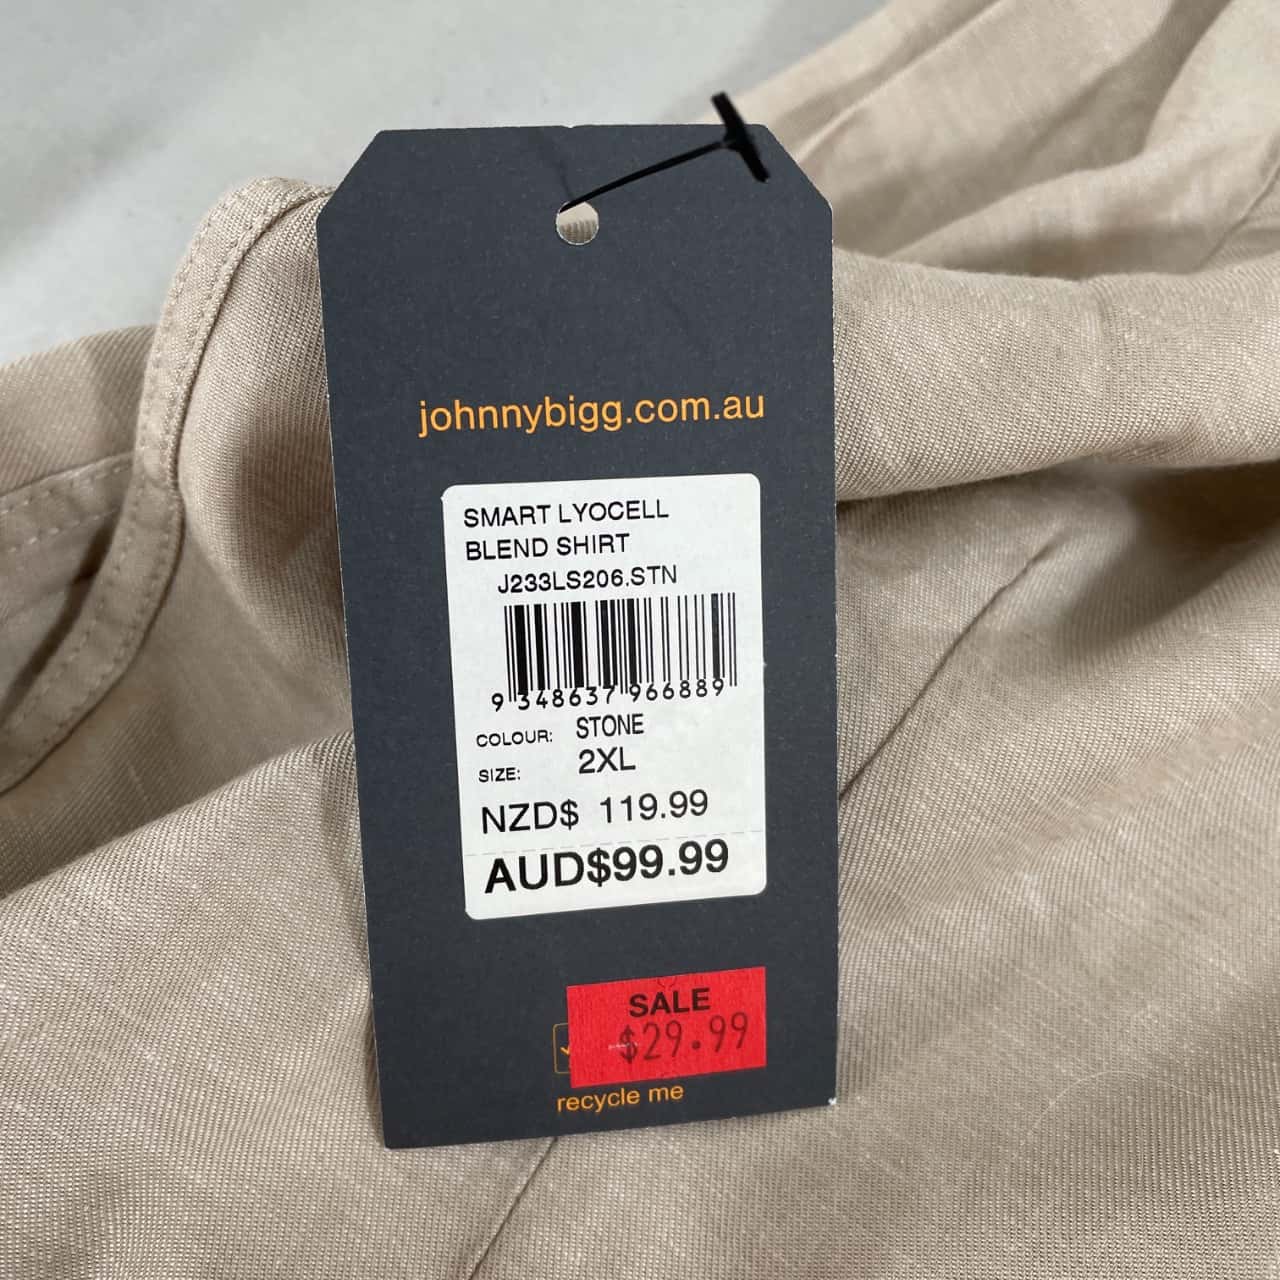 johnnybigg.com.au
SMART LYOCELL
BLEND SHIRT
J233LS206.STN
9 348637 966889
COLOUR: STONE
SIZE: 2XL
NZD$ 119.99
AUD$99.99
SALE
$29.99
recycle me